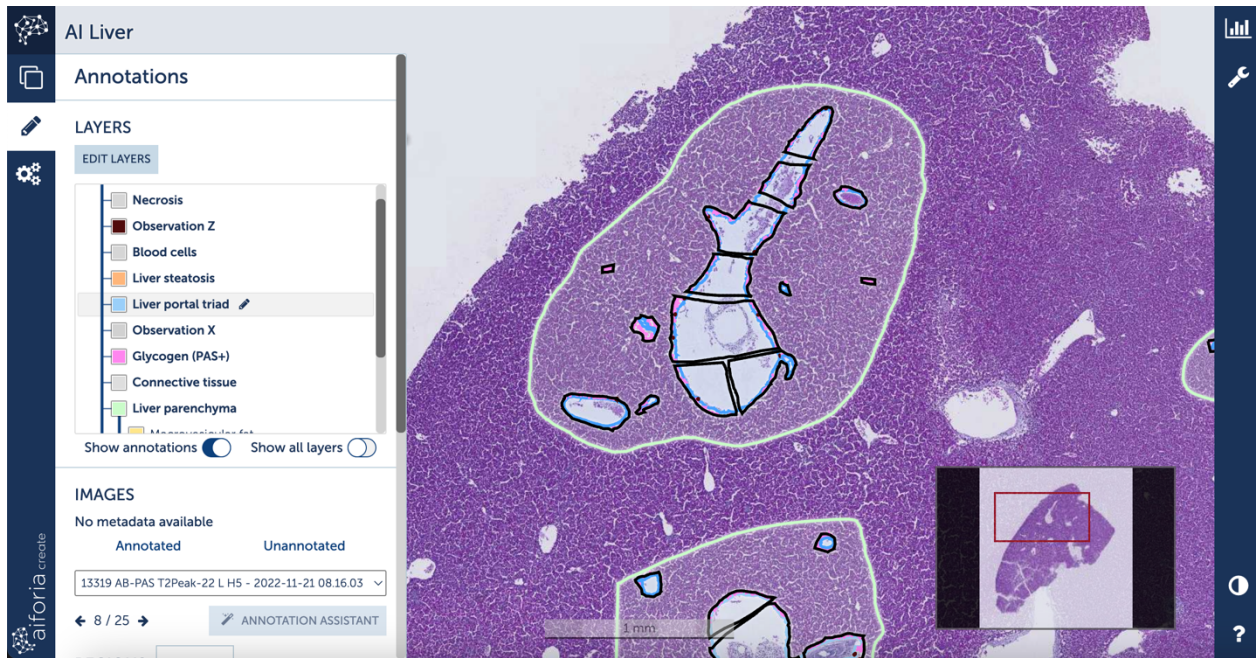 AI Liver
Annotations
LAYERS
EDIT LAYERS
Necrosis
Observation Z
Blood cells
Liver steatosis
Liver portal triad
Observation X
Glycogen (PAS+)
Connective tissue
Liver parenchyma
Macrovesicular fat
Show annotations Show all layers
IMAGES
No metadata available
Annotated Unannotated
13319 AB-PAS T2Peak-22 L H5 - 2022-11-21 08.16.03
8 / 25 ANNOTATION ASSISTANT
aiforia create
1 mm
?